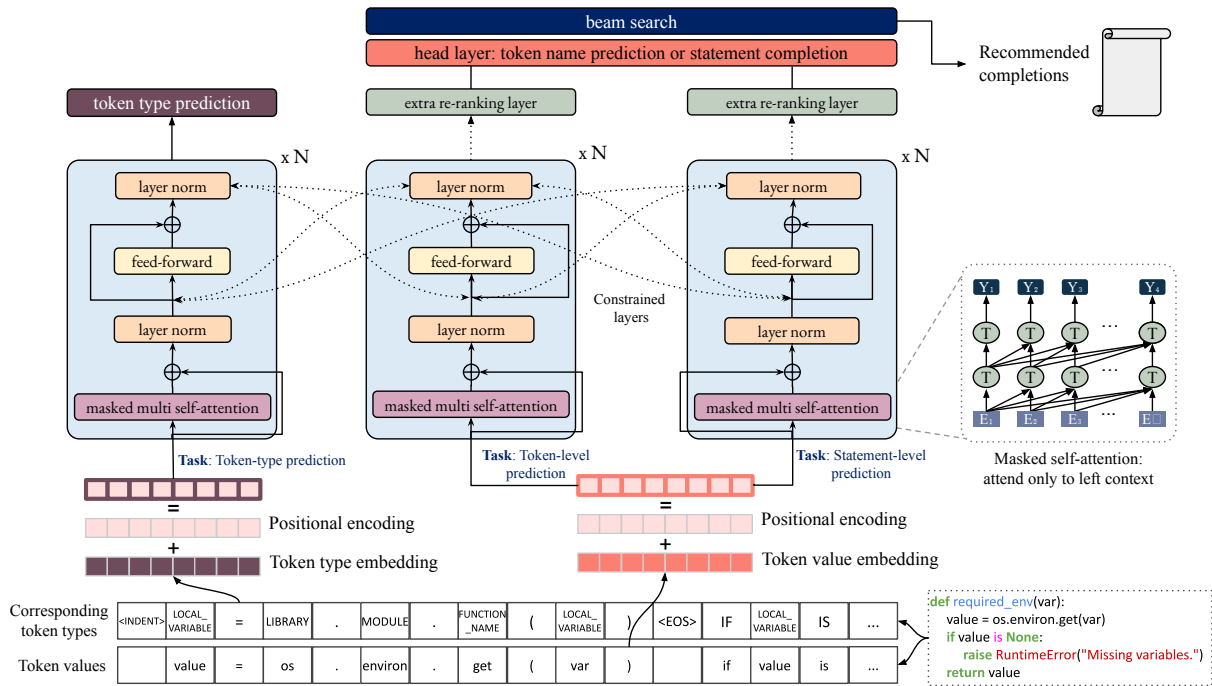 beam search
head layer: token name prediction or statement completion
Recommended
completions
token type prediction
extra re-ranking layer
extra re-ranking layer
x N
x N
x N
layer norm
layer norm
layer norm
feed-forward
feed-forward
feed-forward
Constrained
layers
layer norm
layer norm
layer norm
masked multi self-attention
masked multi self-attention
masked multi self-attention
Y₁ Y₂ Y₃ Y₄
T T T ... T
T T T ... T
E₁ E₂ E₃ ... E□
Masked self-attention:
attend only to left context
Task: Token-type prediction
Task: Token-level
prediction
Task: Statement-level
prediction
=
Positional encoding
+
Token type embedding
=
Positional encoding
+
Token value embedding
Corresponding
token types
<INDENT> LOCAL_
VARIABLE = LIBRARY . MODULE . FUNCTION
_NAME ( LOCAL_
VARIABLE ) <EOS> IF LOCAL_
VARIABLE IS ...
Token values
value = os . environ . get ( var ) if value is ...
def required_env(var):
value = os.environ.get(var)
if value is None:
raise RuntimeError("Missing variables.")
return value